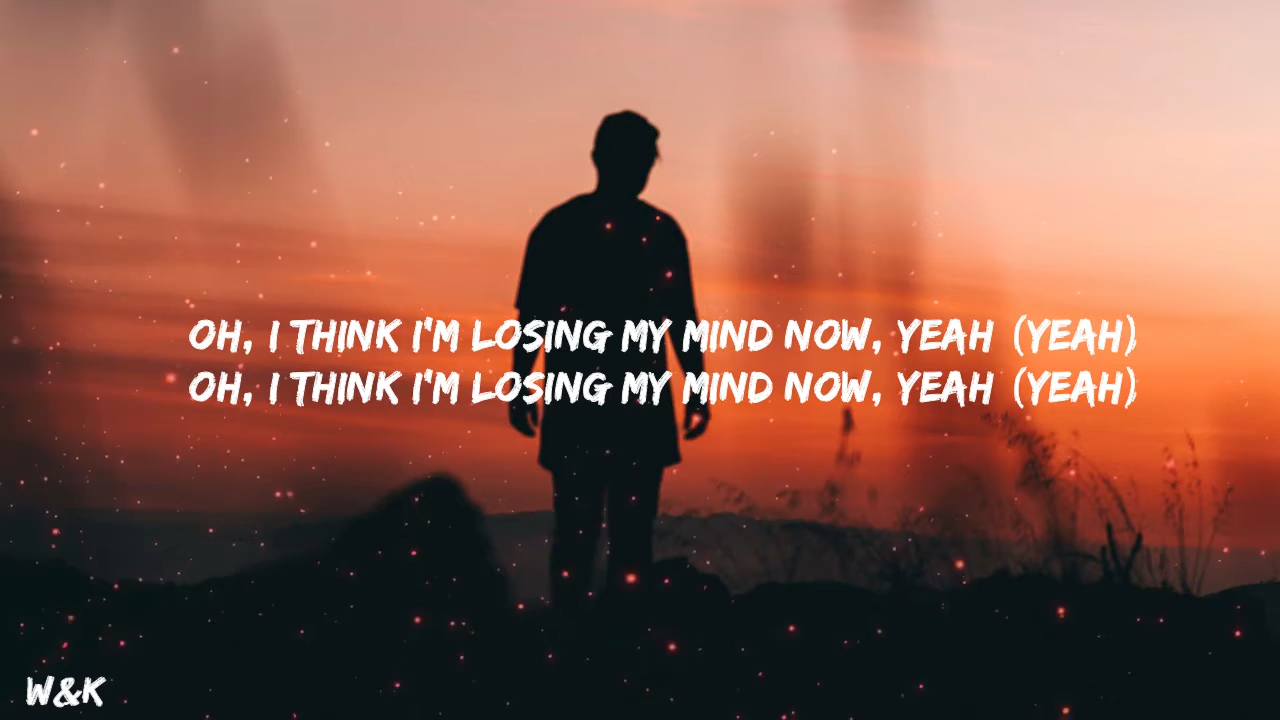 OH, I THINK I'M LOSING MY MIND NOW, YEAH (YEAH)
OH, I THINK I'M LOSING MY MIND NOW, YEAH (YEAH)
W&K